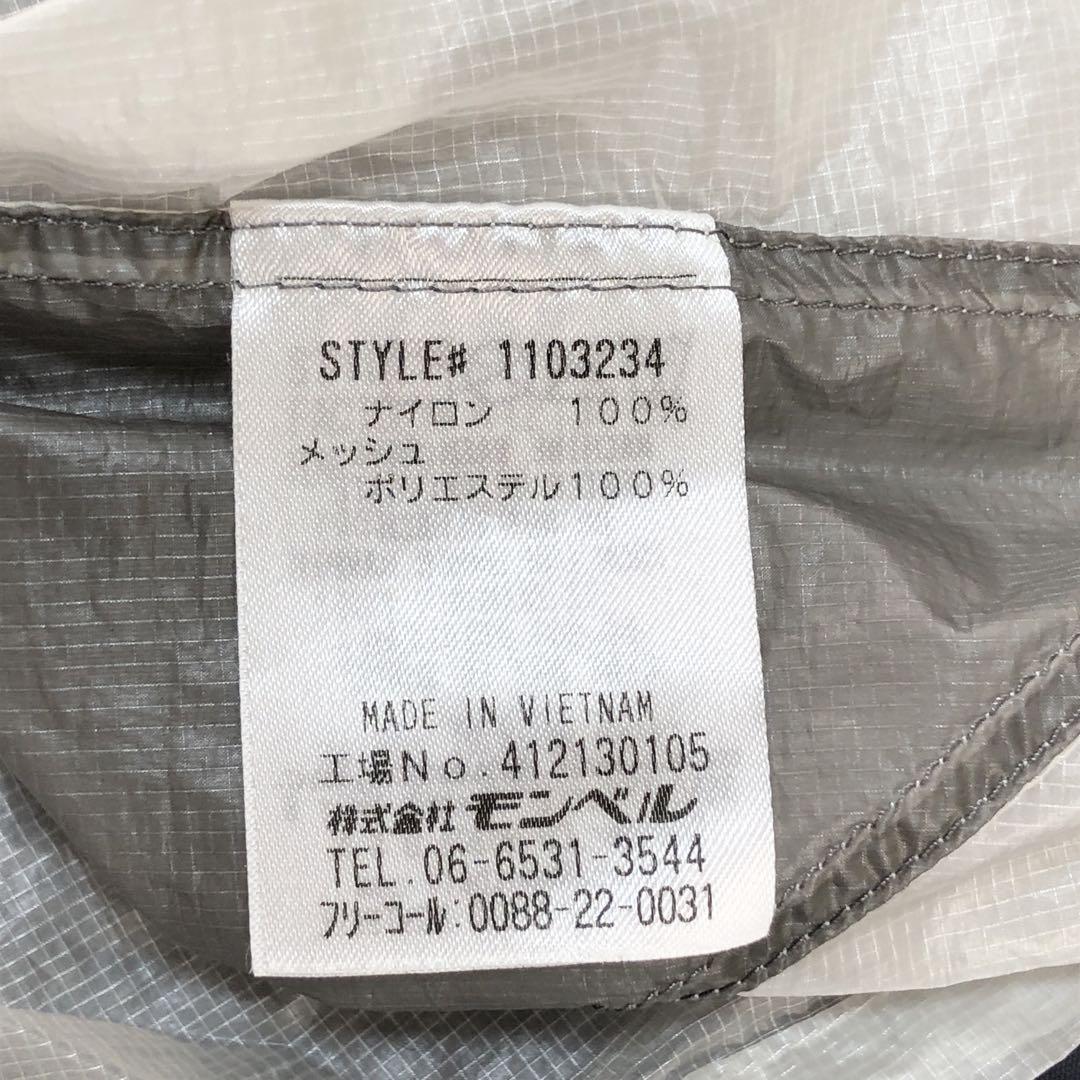 STYLE# 1103234
ナイロン 100%
メッシュ
ポリエステル100%
MADE IN VIETNAM
工場No.412130105
株式会社モンベル
TEL.06-6531-3544
フリーコール:0088-22-0031